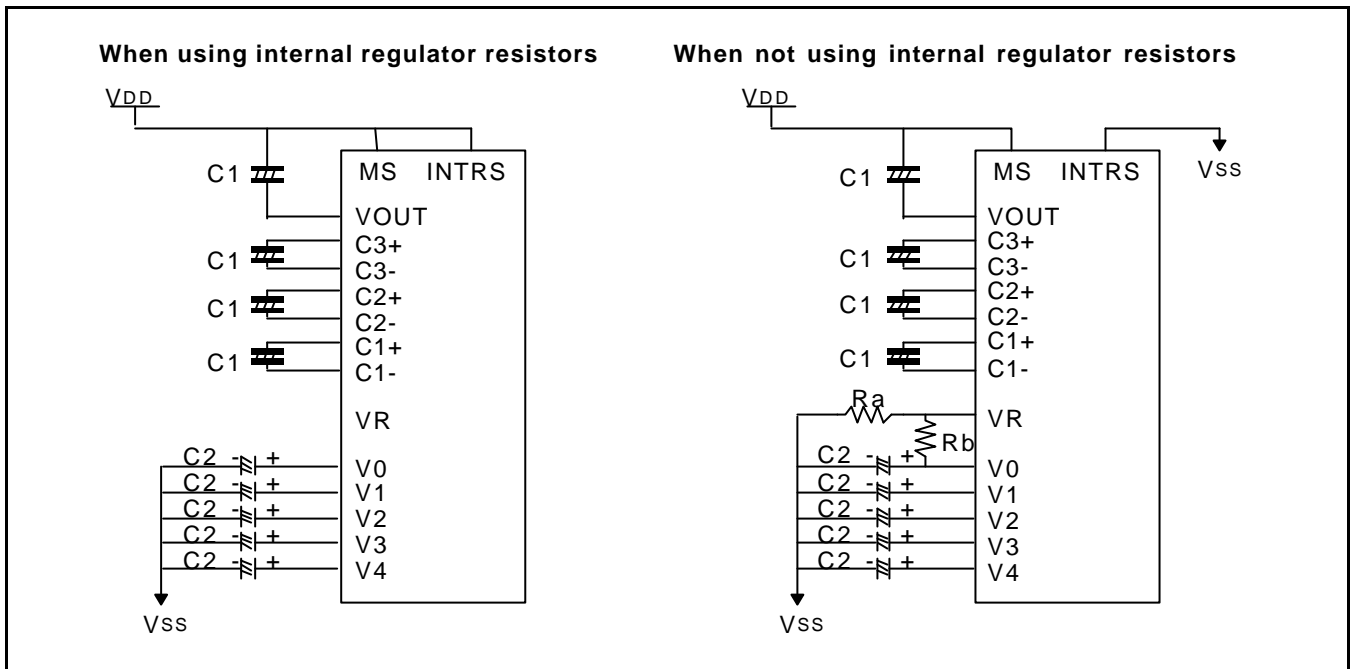 When using internal regulator resistors
VDD
C1
MS INTRS
VOUT
C1
C3+
C3-
C1
C2+
C2-
C1
C1+
C1-
VR
C2 - + V0
C2 - + V1
C2 - + V2
C2 - + V3
C2 - + V4
VSS
When not using internal regulator resistors
VDD
C1
MS INTRS
VSS
VOUT
C1
C3+
C3-
C1
C2+
C2-
C1
C1+
C1-
Ra
VR
Rb
C2 - + V0
C2 - + V1
C2 - + V2
C2 - + V3
C2 - + V4
VSS